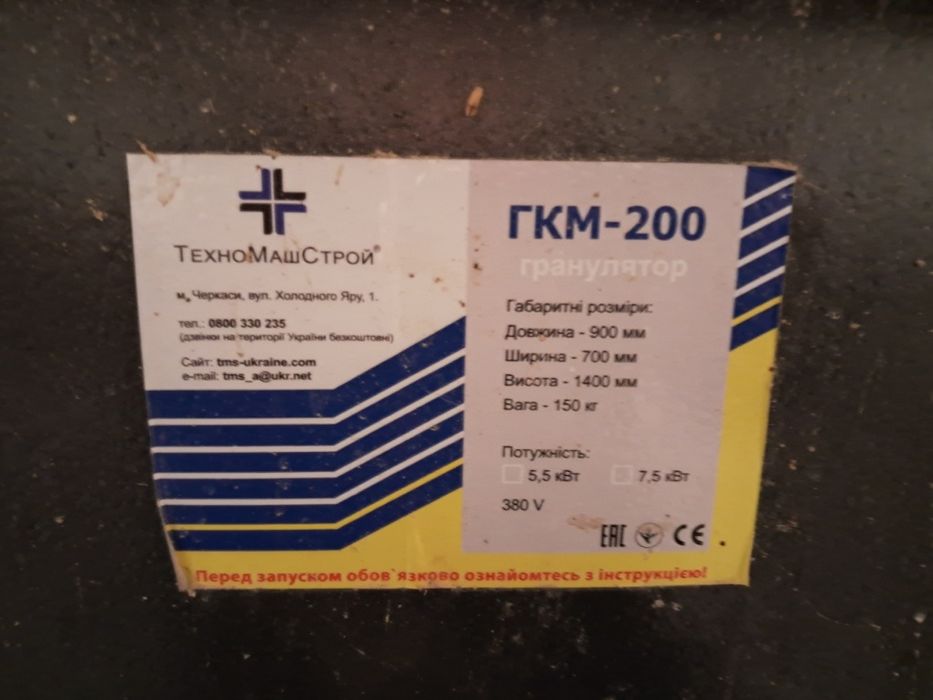 ТехноМашСтрой®
м. Черкаси, вул. Холодного Яру, 1.
тел.: 0800 330 235
(дзвінки на території України безкоштовні)
Сайт: tms-ukraine.com
e-mail: tms_a@ukr.net
ГКМ-200
гранулятор
Габаритні розміри:
Довжина - 900 мм
Ширина - 700 мм
Висота - 1400 мм
Вага - 150 кг
Потужність:
5,5 кВт 7,5 кВт
380 V
EAC CE
Перед запуском обов`язково ознайомтесь з інструкцією!